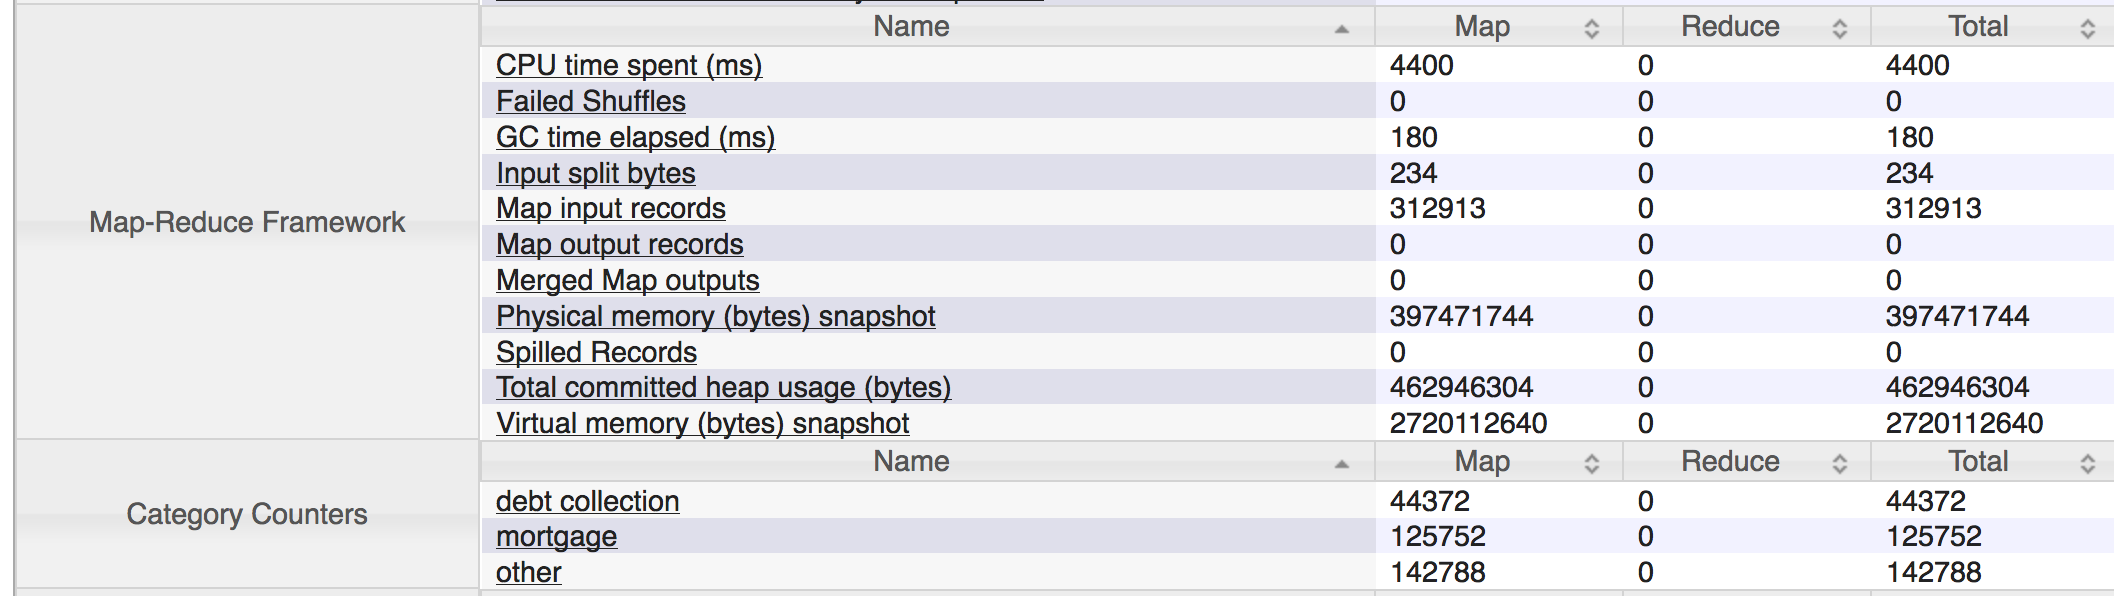 Name Map Reduce Total
CPU time spent (ms) 4400 0 4400
Failed Shuffles 0 0 0
GC time elapsed (ms) 180 0 180
Input split bytes 234 0 234
Map input records 312913 0 312913
Map-Reduce Framework
Map output records 0 0 0
Merged Map outputs 0 0 0
Physical memory (bytes) snapshot 397471744 0 397471744
Spilled Records 0 0 0
Total committed heap usage (bytes) 462946304 0 462946304
Virtual memory (bytes) snapshot 2720112640 0 2720112640
Name Map Reduce Total
debt collection 44372 0 44372
Category Counters
mortgage 125752 0 125752
other 142788 0 142788